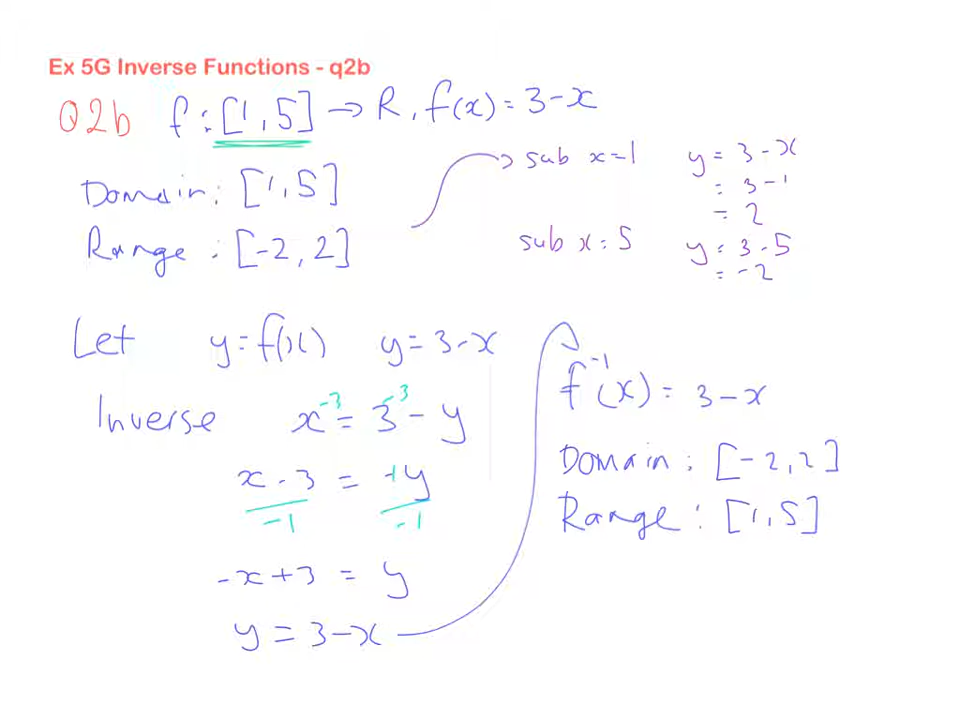 Ex 5G Inverse Functions - q2b
Q2b f : [1, 5] → R, f(x) = 3-x
Domain: [1, 5]
Range : [-2, 2]
sub x=1 y = 3-x
= 3-1
= 2
sub x=5 y = 3-5
= -2
Let y=f(x) y=3-x
Inverse x⁻³ = 3⁻³ - y
x - 3 = +y
-1 -1
-x+3 = y
y = 3-x
f⁻¹(x) = 3-x
Domain : [-2, 2]
Range : [1, 5]